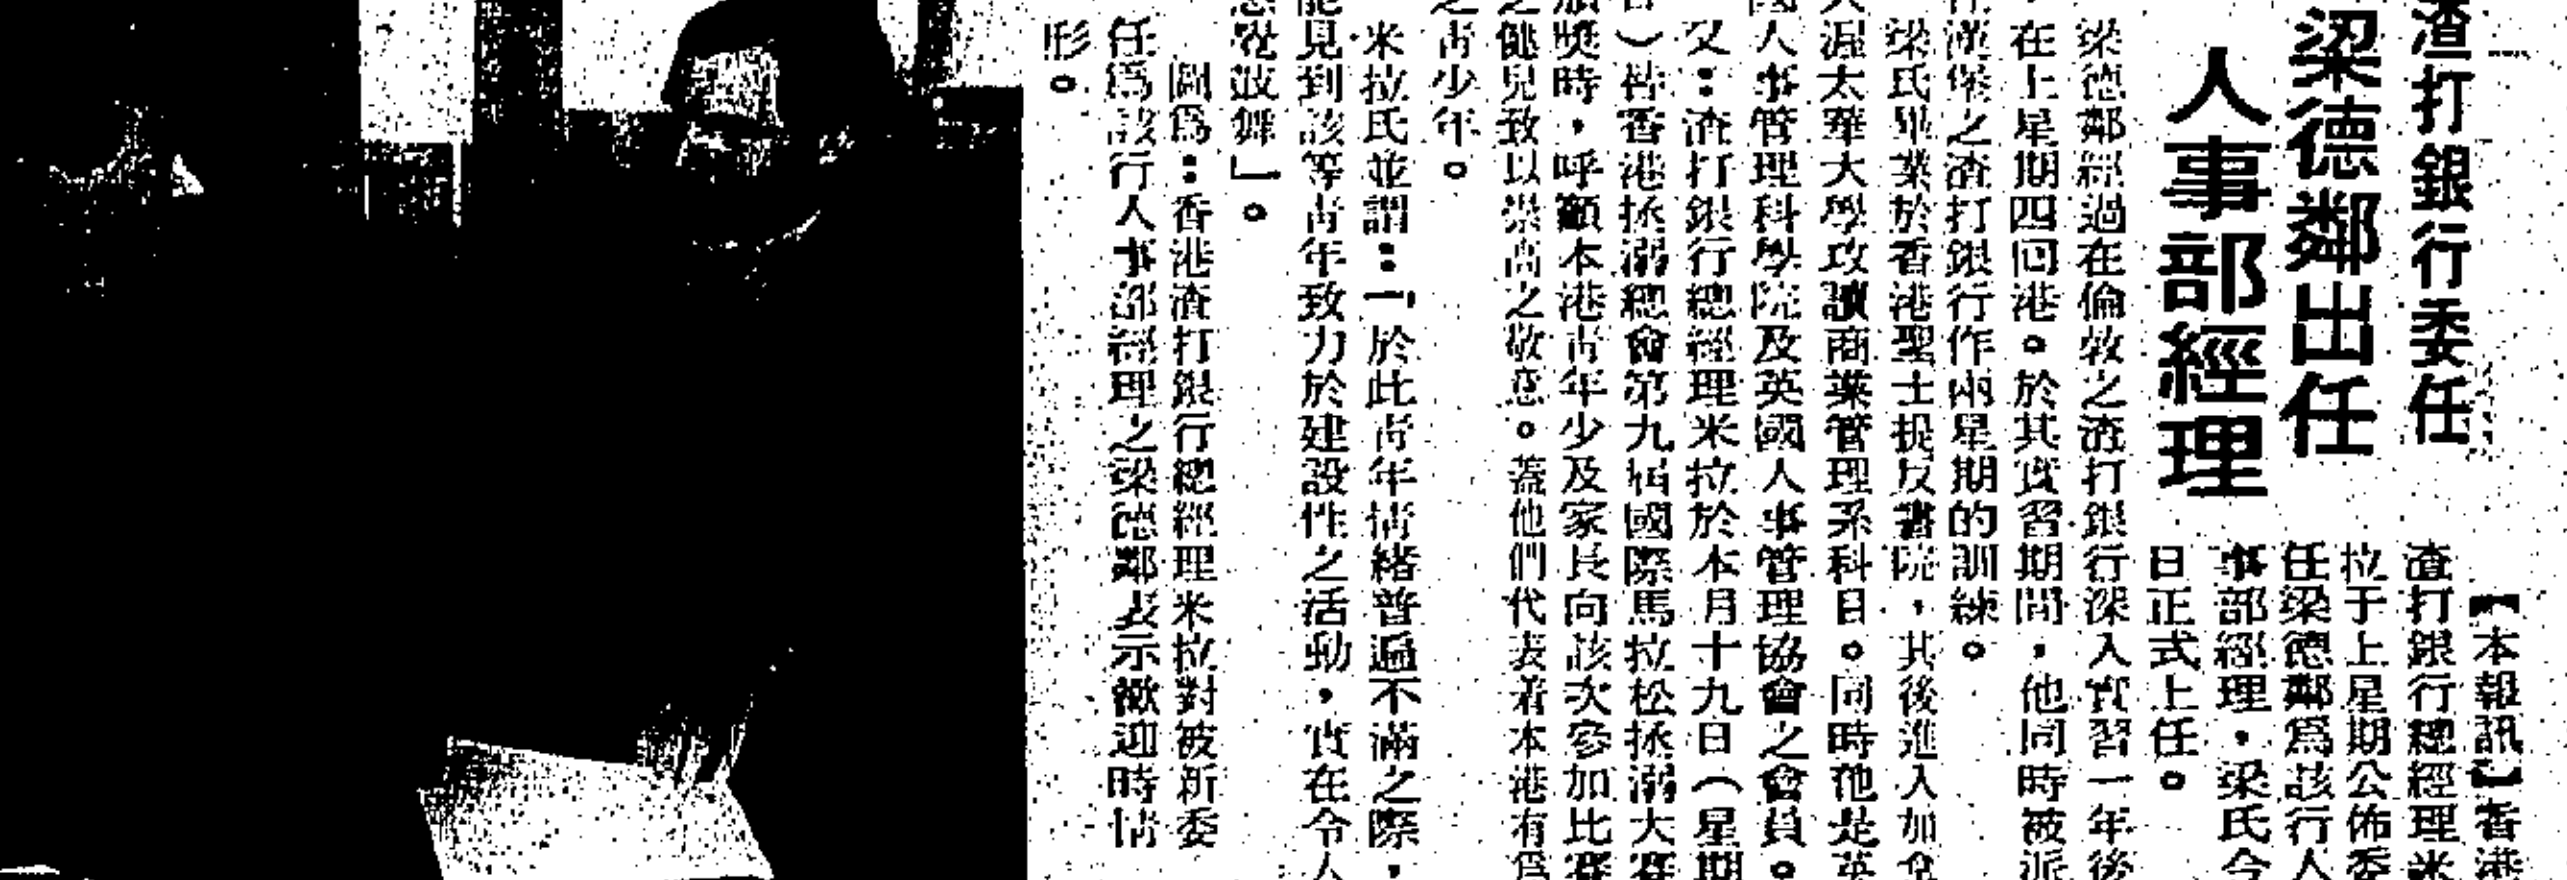 渣打銀行委任
梁德鄰出任
人事部經理
【本報訊】香港
渣打銀行總經理米
拉于上星期公佈委
任梁德鄰爲該行人
事部經理，梁氏今
日正式上任。
梁德鄰經過在倫敦之渣打銀行深入實習一年後
，在上星期四回港。於其實習期間，他同時被派
漢堡之渣打銀行作兩星期的訓練。
梁氏畢業於香港聖士提反書院，其後進入加拿
大渥太華大學攻讀商業管理系科目。同時他是英
國人事管理科學院及英國人事管理協會之會員。
又：渣打銀行總經理米拉於本月十九日（星期
日）替香港拯溺總會第九屆國際馬拉松拯溺大賽
頒獎時，呼籲本港青年少及家長向該次參加比賽
之健兒致以崇高之敬意。蓋他們代表着本港有爲
之青少年。
米拉氏並謂：「於此青年情緒普遍不滿之際，
能見到該等青年致力於建設性之活動，實在令人
感覺鼓舞」。
圖爲：香港渣打銀行總經理米拉對被新委
任爲該行人事部經理之梁德鄰表示歡迎時情
形。